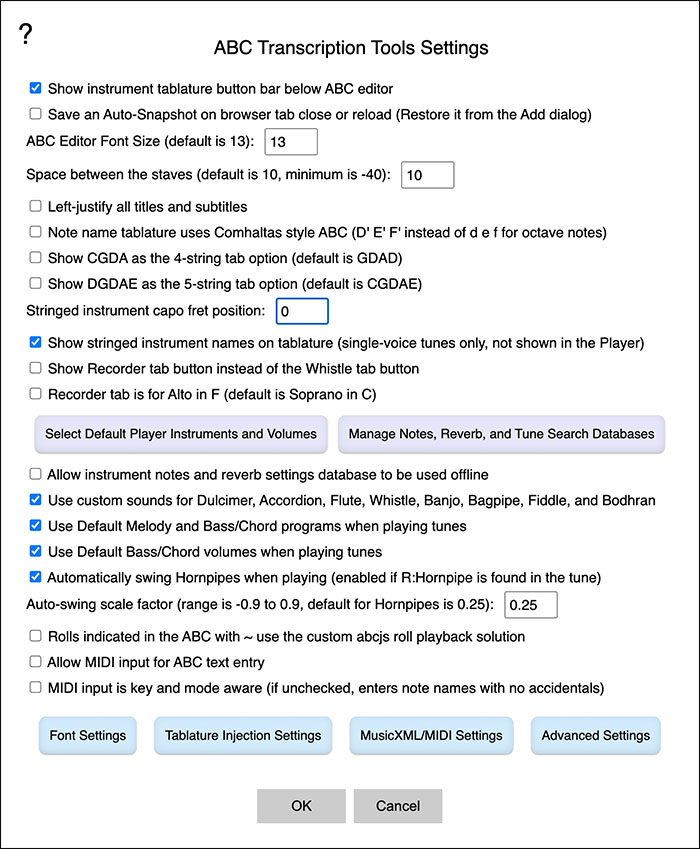 ?
ABC Transcription Tools Settings
Show instrument tablature button bar below ABC editor
Save an Auto-Snapshot on browser tab close or reload (Restore it from the Add dialog)
ABC Editor Font Size (default is 13): 13
Space between the staves (default is 10, minimum is -40): 10
Left-justify all titles and subtitles
Note name tablature uses Comhaltas style ABC (D' E' F' instead of d e f for octave notes)
Show CGDA as the 4-string tab option (default is GDAD)
Show DGDAE as the 5-string tab option (default is CGDAE)
Stringed instrument capo fret position: 0
Show stringed instrument names on tablature (single-voice tunes only, not shown in the Player)
Show Recorder tab button instead of the Whistle tab button
Recorder tab is for Alto in F (default is Soprano in C)
Select Default Player Instruments and Volumes Manage Notes, Reverb, and Tune Search Databases
Allow instrument notes and reverb settings database to be used offline
Use custom sounds for Dulcimer, Accordion, Flute, Whistle, Banjo, Bagpipe, Fiddle, and Bodhran
Use Default Melody and Bass/Chord programs when playing tunes
Use Default Bass/Chord volumes when playing tunes
Automatically swing Hornpipes when playing (enabled if R:Hornpipe is found in the tune)
Auto-swing scale factor (range is -0.9 to 0.9, default for Hornpipes is 0.25): 0.25
Rolls indicated in the ABC with ~ use the custom abcjs roll playback solution
Allow MIDI input for ABC text entry
MIDI input is key and mode aware (if unchecked, enters note names with no accidentals)
Font Settings Tablature Injection Settings MusicXML/MIDI Settings Advanced Settings
OK Cancel